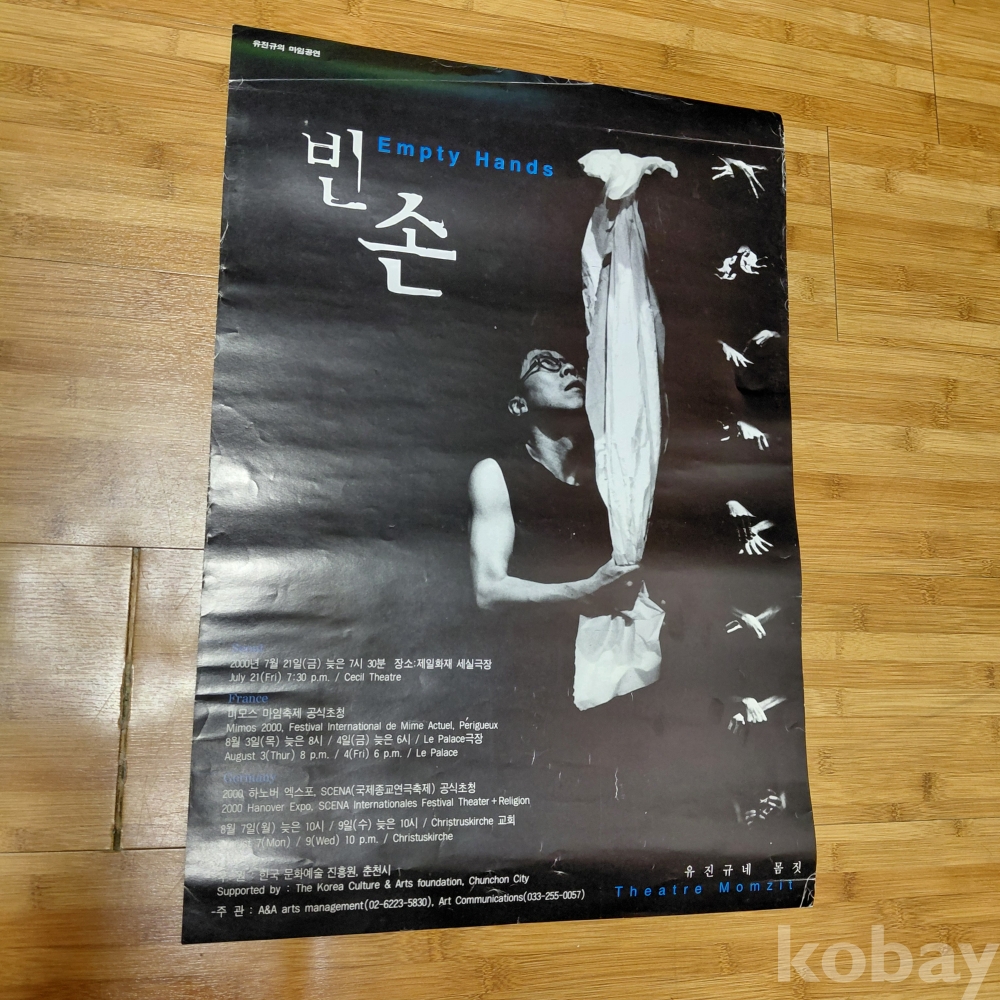 유진규의 마임공연
빈손
Empty Hands
2000년 7월 21일(금) 늦은 7시 30분 장소:제일화재 세실극장
July 21(Fri) 7:30 p.m. / Cecil Theatre
France
미모스 마임축제 공식초청
Mimos 2000, Festival International de Mime Actuel, Périgueux
8월 3일(목) 늦은 8시 / 4일(금) 늦은 6시 / Le Palace극장
August 3(Thur) 8 p.m. / 4(Fri) 6 p.m. / Le Palace
Germany
2000 하노버 엑스포, SCENA(국제종교연극축제) 공식초청
2000 Hanover Expo, SCENA Internationales Festival Theater+Religion
8월 7일(월) 늦은 10시 / 9일(수) 늦은 10시 / Christruskirche 교회
7(Mon) / 9(Wed) 10 p.m. / Christuskirche
한국 문화예술 진흥원, 춘천시
Supported by : The Korea Culture & Arts foundation, Chunchon City
주 관 : A&A arts management(02-6223-5830), Art Communications(033-255-0057)
유진규네 몸짓
Theatre Momzit
kobay